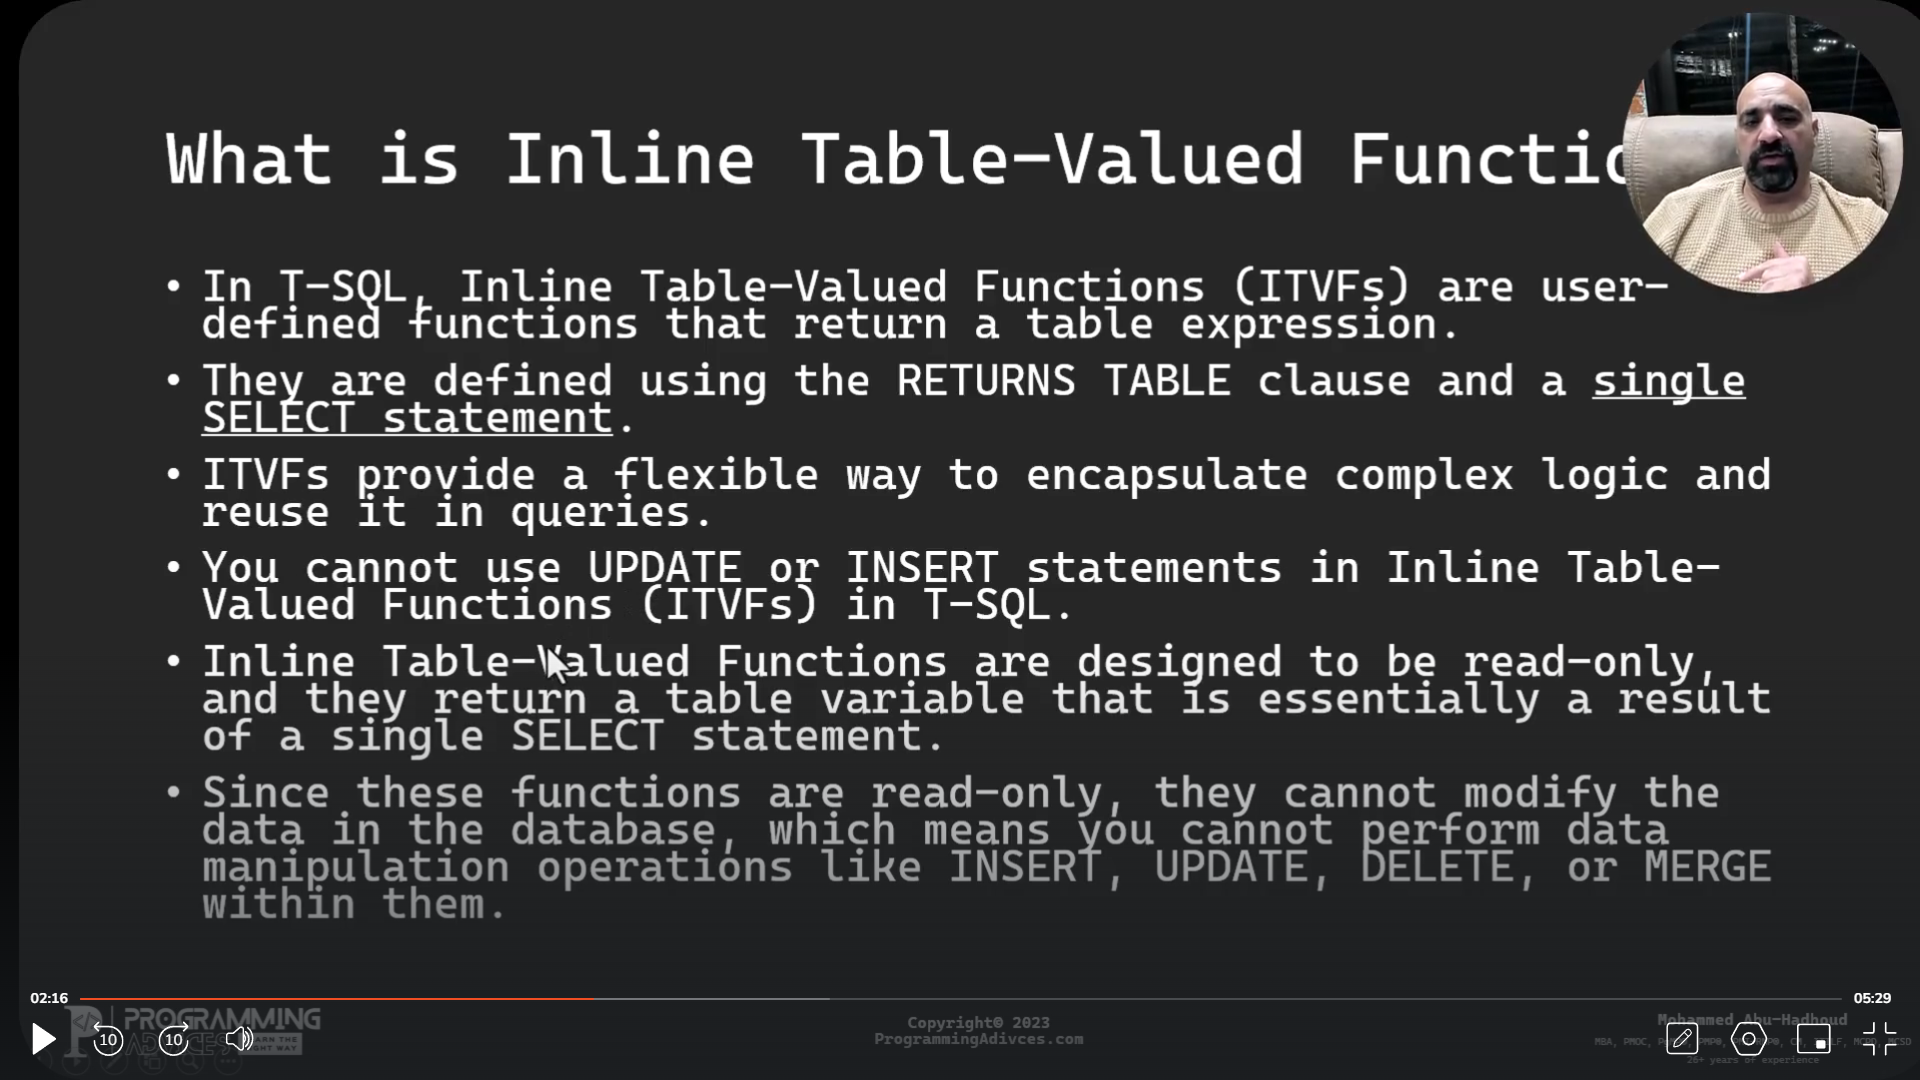 What is Inline Table-Valued Functio
• In T-SQL, Inline Table-Valued Functions (ITVFs) are user-
defined functions that return a table expression.
• They are defined using the RETURNS TABLE clause and a single
SELECT statement.
• ITVFs provide a flexible way to encapsulate complex logic and
reuse it in queries.
• You cannot use UPDATE or INSERT statements in Inline Table-
Valued Functions (ITVFs) in T-SQL.
• Inline Table-Valued Functions are designed to be read-only,
and they return a table variable that is essentially a result
of a single SELECT statement.
• Since these functions are read-only, they cannot modify the
data in the database, which means you cannot perform data
manipulation operations like INSERT, UPDATE, DELETE, or MERGE
within them.
02:16
05:29
PROGRAMMING
10
10
Copyright© 2023
ProgrammingAdivces.com
Mohammed Abu-Hadhoud
26+ years of experience